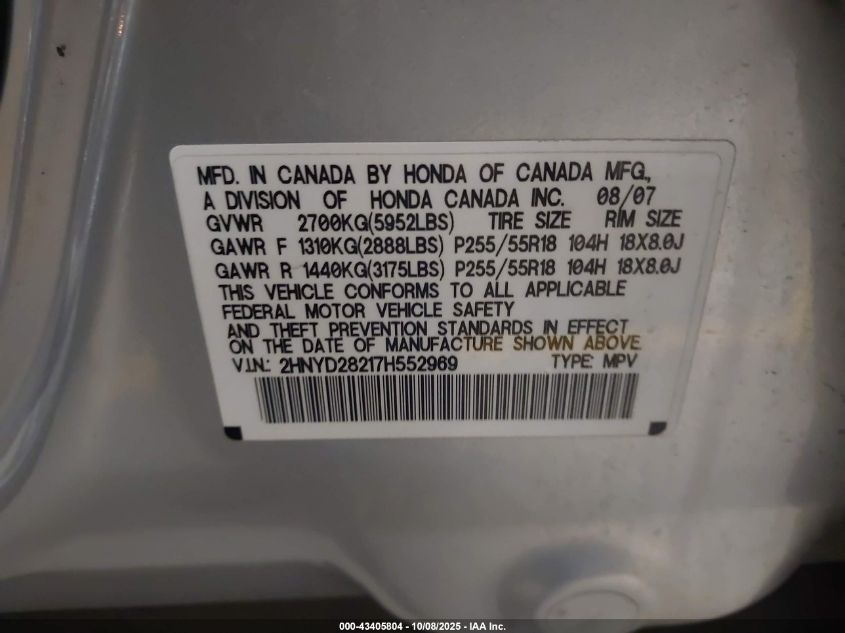 MFD. IN CANADA BY HONDA OF CANADA MFG.,
A DIVISION OF HONDA CANADA INC. 08/07
GVWR 2700KG(5952LBS) TIRE SIZE RIM SIZE
GAWR F 1310KG(2888LBS) P255/55R18 104H 18X8.0J
GAWR R 1440KG(3175LBS) P255/55R18 104H 18X8.0J
THIS VEHICLE CONFORMS TO ALL APPLICABLE
FEDERAL MOTOR VEHICLE SAFETY
AND THEFT PREVENTION STANDARDS IN EFFECT
ON THE DATE OF MANUFACTURE SHOWN ABOVE.
V.I.N.: 2HNYD28217H552969 TYPE: MPV
000-43405804 - 10/08/2025 - IAA Inc.